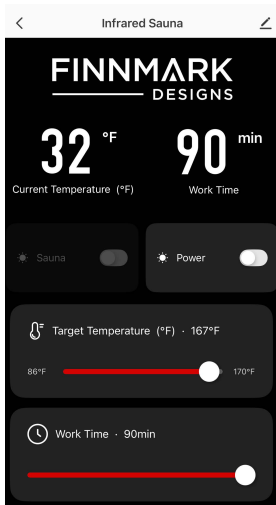 Infrared Sauna
FINNMARK
DESIGNS
32 °F
90 min
Current Temperature (°F)
Work Time
Sauna
Power
Target Temperature (°F) · 167°F
86°F
170°F
Work Time · 90min